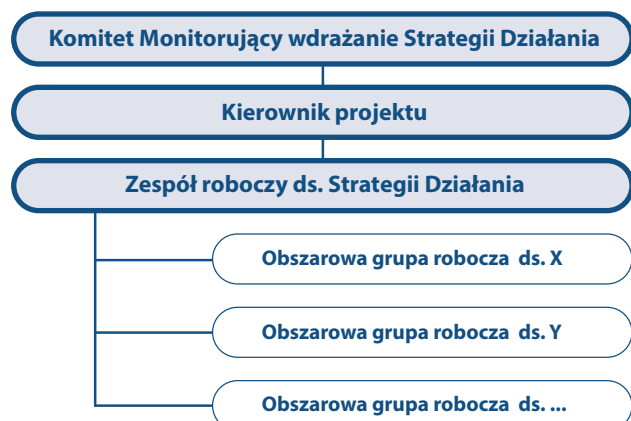 Komitet Monitorujący wdrażanie Strategii Działania
Kierownik projektu
Zespół roboczy ds. Strategii Działania
Obszarowa grupa robocza ds. X
Obszarowa grupa robocza ds. Y
Obszarowa grupa robocza ds. ...